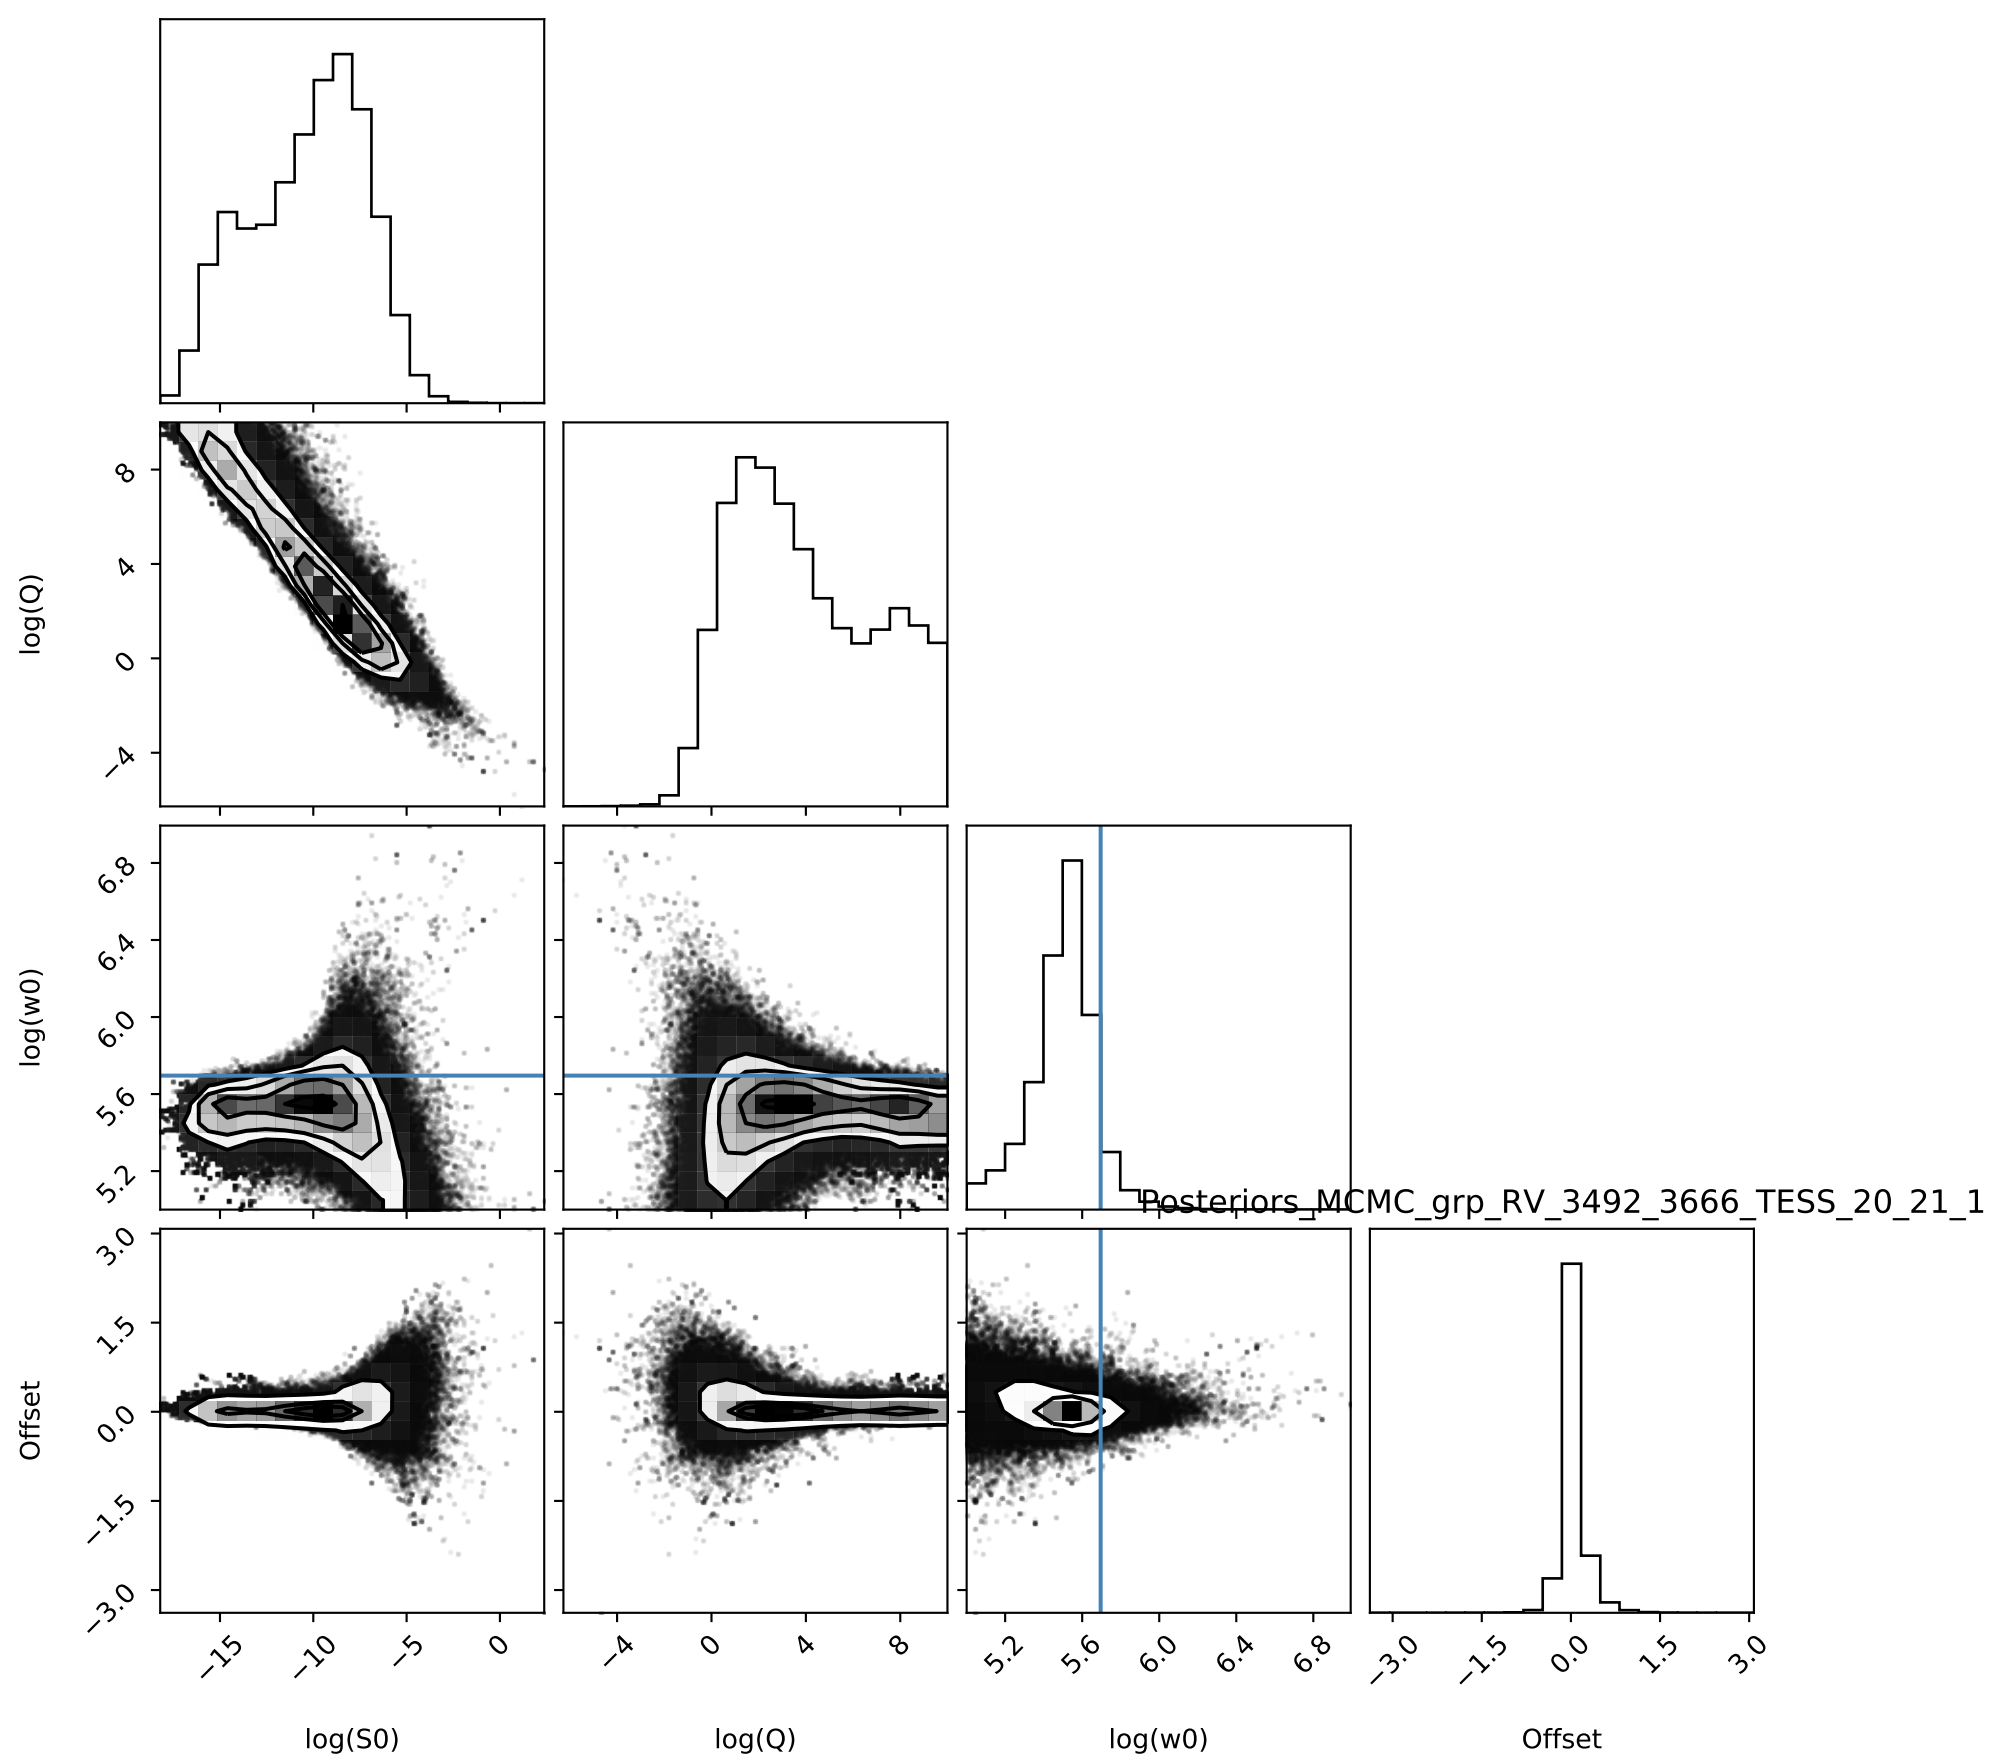 log(Q)
8
4
0
−4
log(w0)
6.8
6.4
6.0
5.6
5.2
Posteriors_MCMC_grp_RV_3492_3666_TESS_20_21_1
Offset
3.0
1.5
0.0
−1.5
−3.0
−15 −10 −5 0 −4 0 4 8 5.2 5.6 6.0 6.4 6.8 −3.0 −1.5 0.0 1.5 3.0
log(S0) log(Q) log(w0) Offset